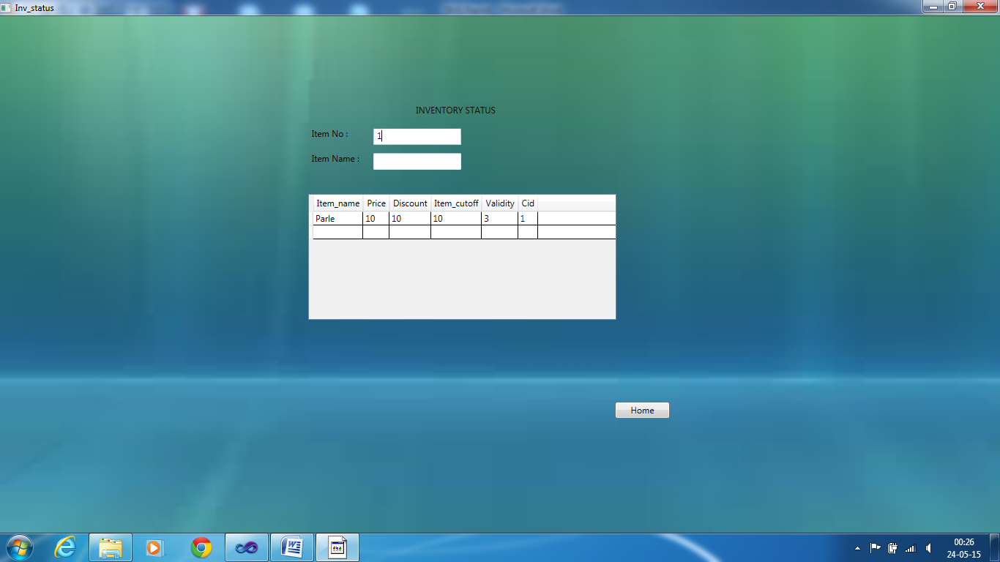 Inv_status
INVENTORY STATUS
Item No :
1
Item Name :
Item_name Price Discount Item_cutoff Validity Cid
Parle 10 10 10 3 1
Home
00:26
24-05-15